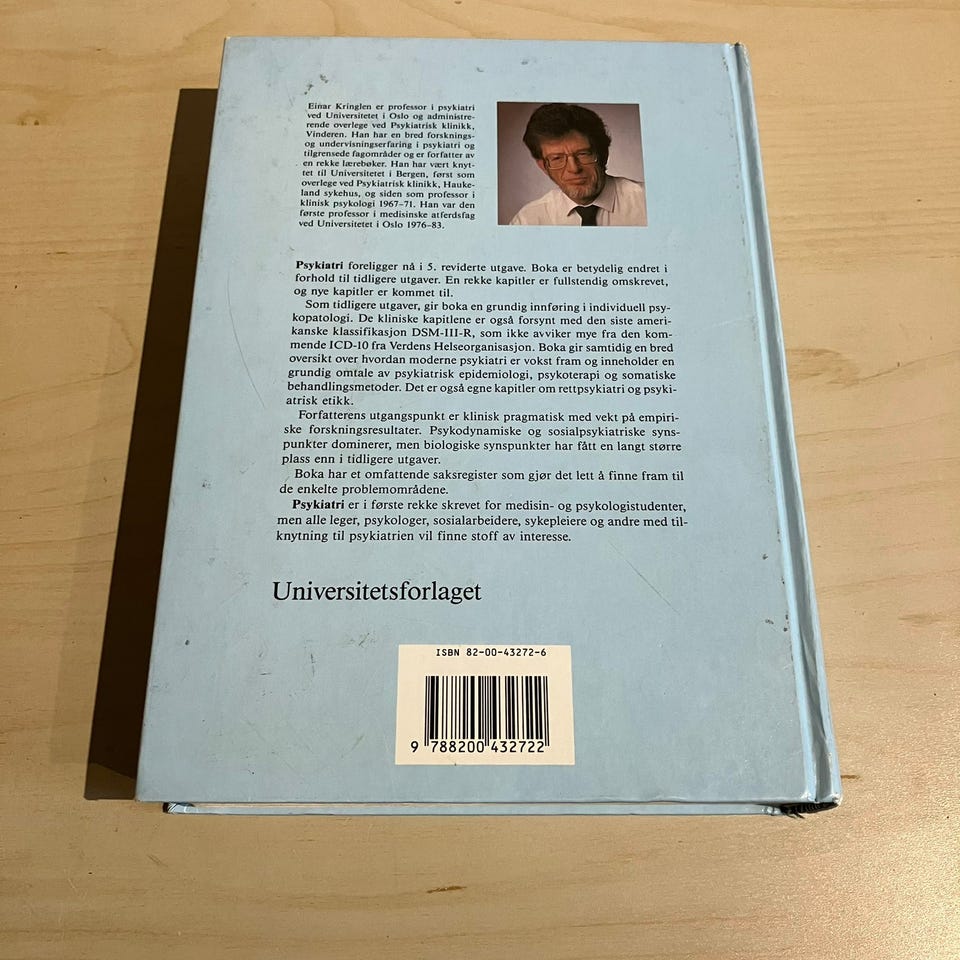 Einar Kringlen er professor i psykiatri
ved Universitetet i Oslo og administre-
rende overlege ved Psykiatrisk klinikk,
Vinderen. Han har en bred forsknings-
og undervisningserfaring i psykiatri og
tilgrensede fagområder og er forfatter av
en rekke lærebøker. Han har vært knyt-
tet til Universitetet i Bergen, først som
overlege ved Psykiatrisk klinikk, Hauke-
land sykehus, og siden som professor i
klinisk psykologi 1967–71. Han var den
første professor i medisinske atferdsfag
ved Universitetet i Oslo 1976–83.
Psykiatri foreligger nå i 5. reviderte utgave. Boka er betydelig endret i
forhold til tidligere utgaver. En rekke kapitler er fullstendig omskrevet,
og nye kapitler er kommet til.
Som tidligere utgaver, gir boka en grundig innføring i individuell psy-
kopatologi. De kliniske kapitlene er også forsynt med den siste ameri-
kanske klassifikasjon DSM-III-R, som ikke avviker mye fra den kom-
mende ICD-10 fra Verdens Helseorganisasjon. Boka gir samtidig en bred
oversikt over hvordan moderne psykiatri er vokst fram og inneholder en
grundig omtale av psykiatrisk epidemiologi, psykoterapi og somatiske
behandlingsmetoder. Det er også egne kapitler om rettpsykiatri og psyki-
atrisk etikk.
Forfatterens utgangspunkt er klinisk pragmatisk med vekt på empiri-
ske forskningsresultater. Psykodynamiske og sosialpsykiatriske syns-
punkter dominerer, men biologiske synspunkter har fått en langt større
plass enn i tidligere utgaver.
Boka har et omfattende saksregister som gjør det lett å finne fram til
de enkelte problemområdene.
Psykiatri er i første rekke skrevet for medisin- og psykologistudenter,
men alle leger, psykologer, sosialarbeidere, sykepleiere og andre med til-
knytning til psykiatrien vil finne stoff av interesse.
Universitetsforlaget
ISBN 82-00-43272-6
9 788200 432722